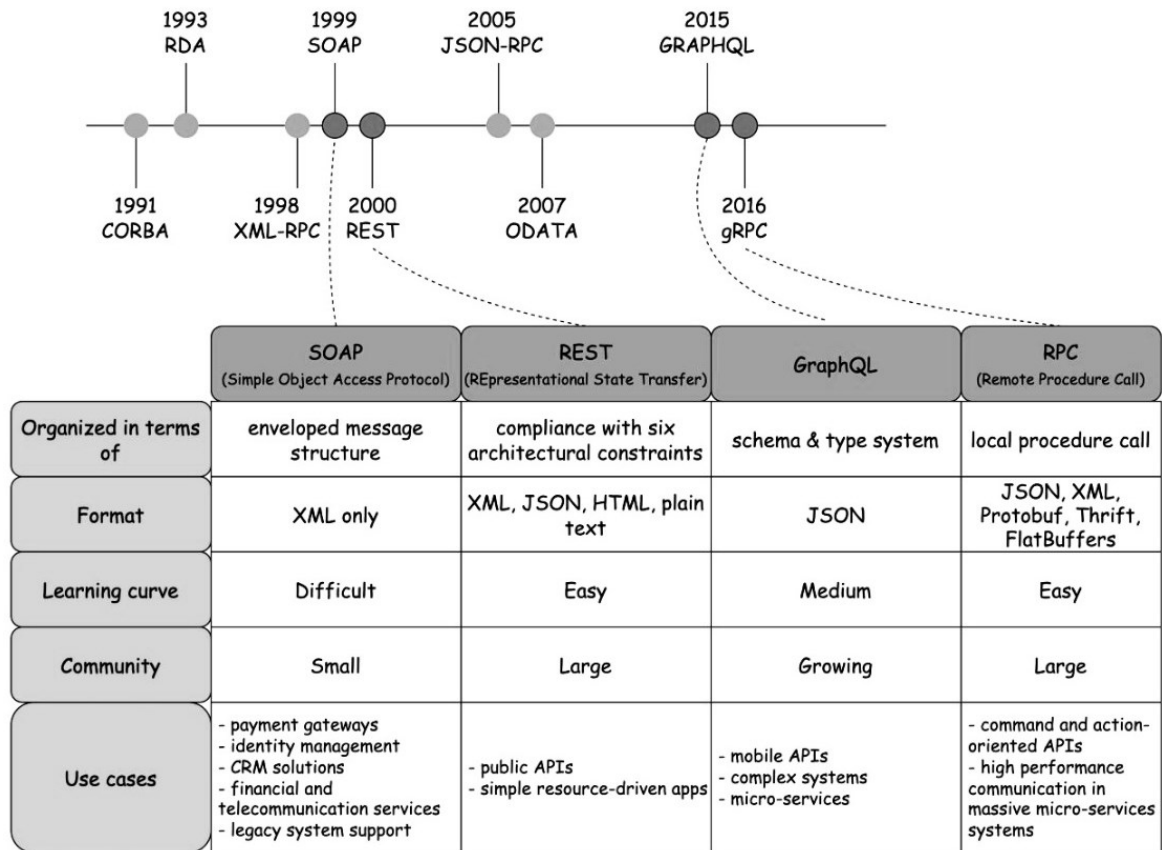 1993
RDA
1999
SOAP
2005
JSON-RPC
2015
GRAPHQL
1991
CORBA
1998
XML-RPC
2000
REST
2007
ODATA
2016
gRPC
SOAP
(Simple Object Access Protocol)
REST
(REpresentational State Transfer)
GraphQL
RPC
(Remote Procedure Call)
Organized in terms
of
enveloped message
structure
compliance with six
architectural constraints
schema & type system
local procedure call
Format
XML only
XML, JSON, HTML, plain
text
JSON
JSON, XML,
Protobuf, Thrift,
FlatBuffers
Learning curve
Difficult
Easy
Medium
Easy
Community
Small
Large
Growing
Large
Use cases
- payment gateways
- identity management
- CRM solutions
- financial and
telecommunication services
- legacy system support
- public APIs
- simple resource-driven apps
- mobile APIs
- complex systems
- micro-services
- command and action-
oriented APIs
- high performance
communication in
massive micro-services
systems